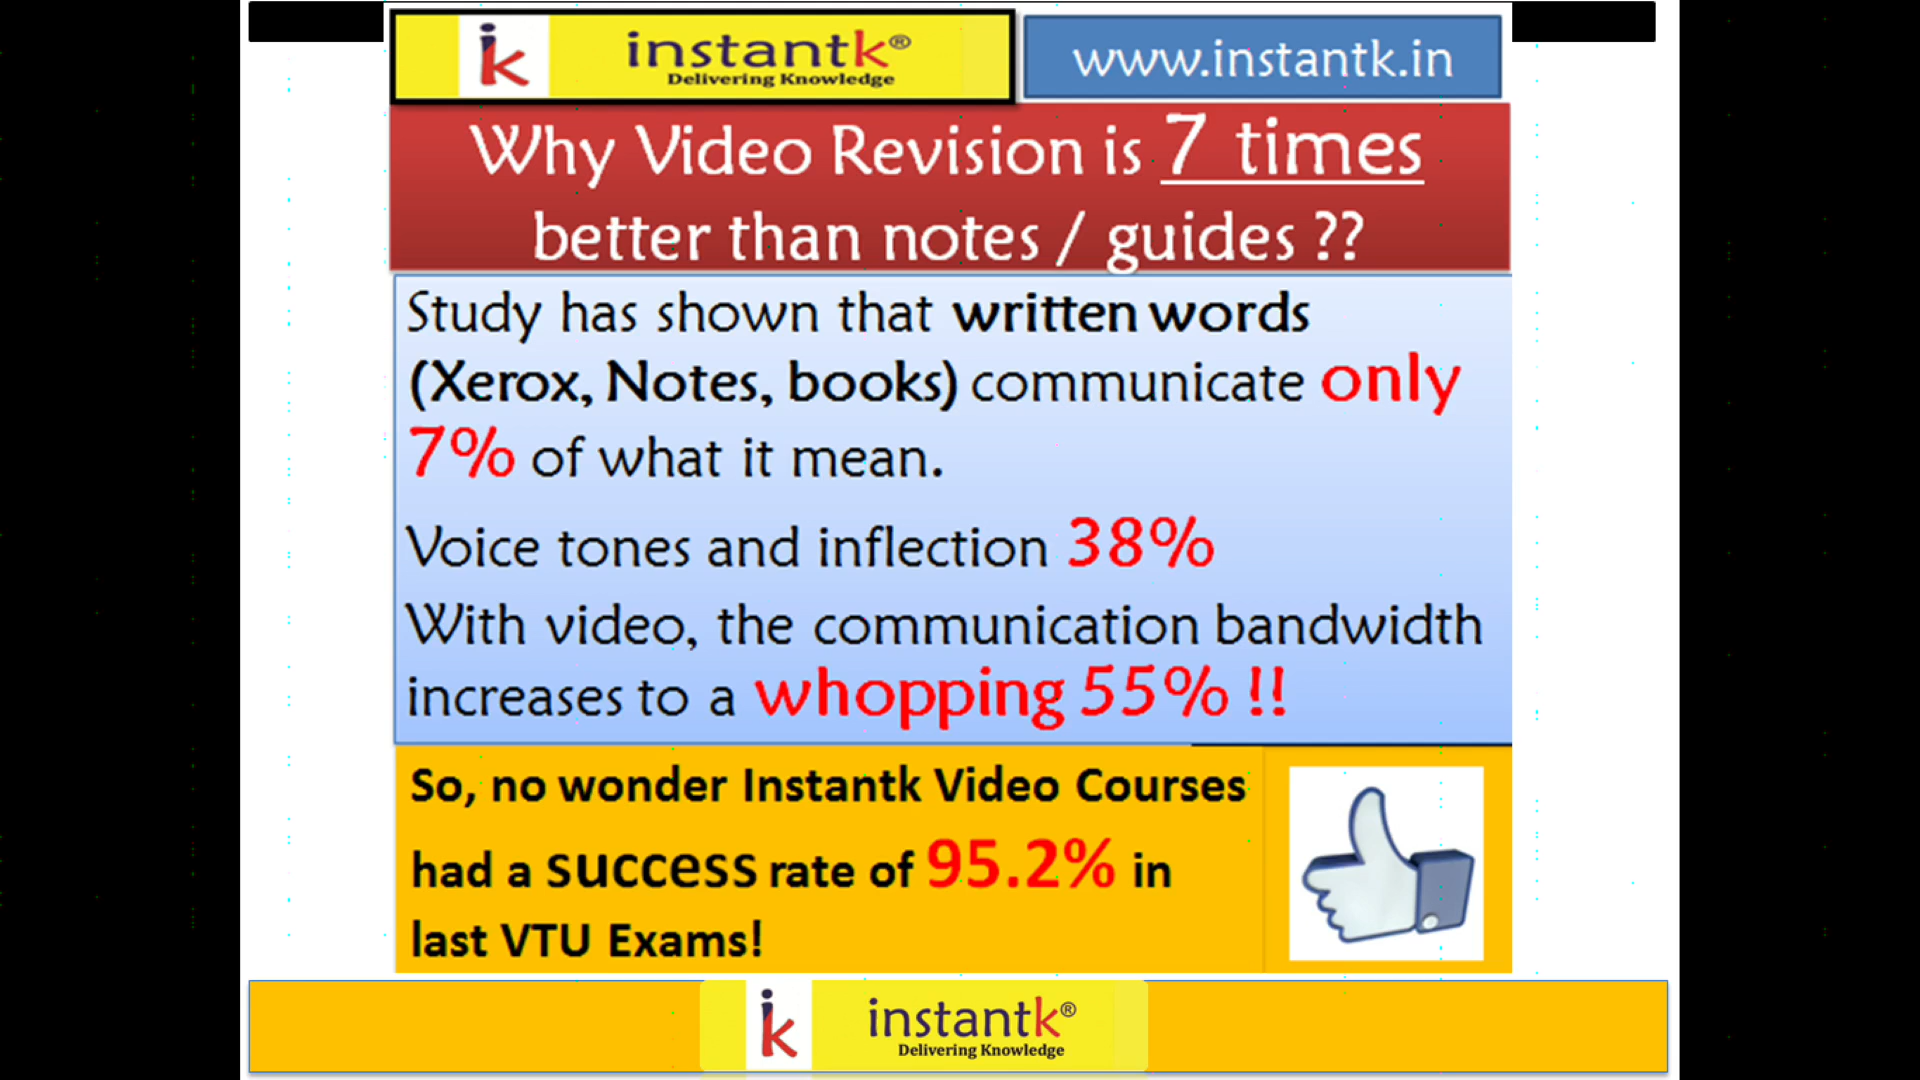 ik instantk® www.instantk.in
Delivering Knowledge
Why Video Revision is 7 times
better than notes / guides ??
Study has shown that written words
(Xerox, Notes, books) communicate only
7% of what it mean.
Voice tones and inflection 38%
With video, the communication bandwidth
increases to a whopping 55% !!
So, no wonder Instantk Video Courses
had a success rate of 95.2% in
last VTU Exams!
ik instantk®
Delivering Knowledge